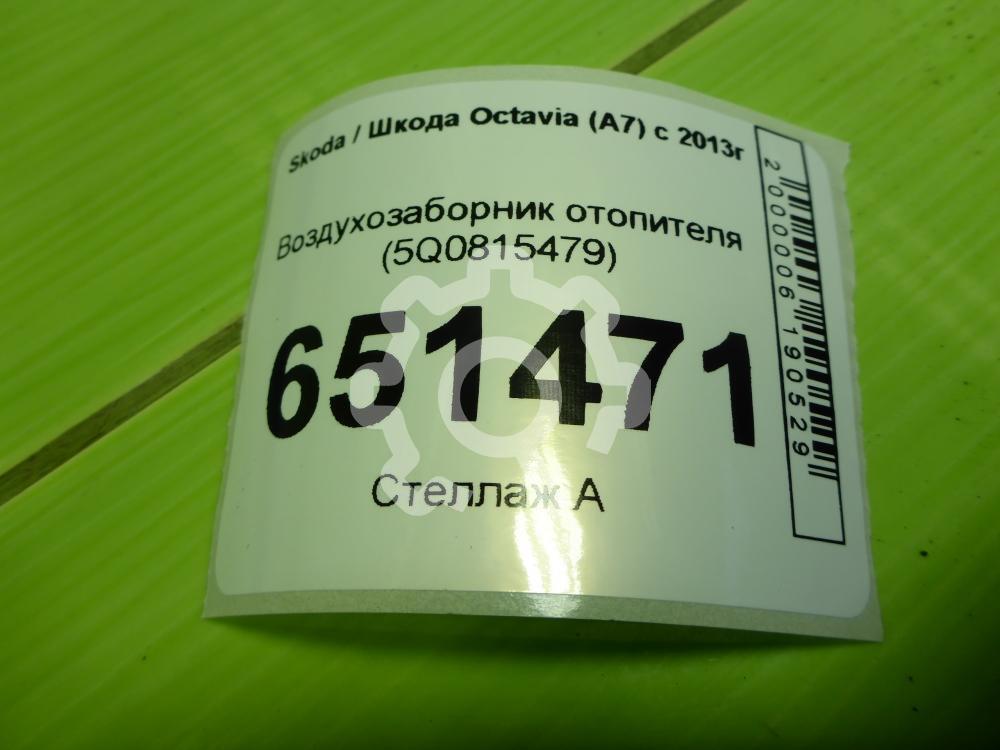 Skoda / Шкода Octavia (A7) с 2013г
Воздухозаборник отопителя
(5Q0815479)
651471
Стеллаж А
2000006190529